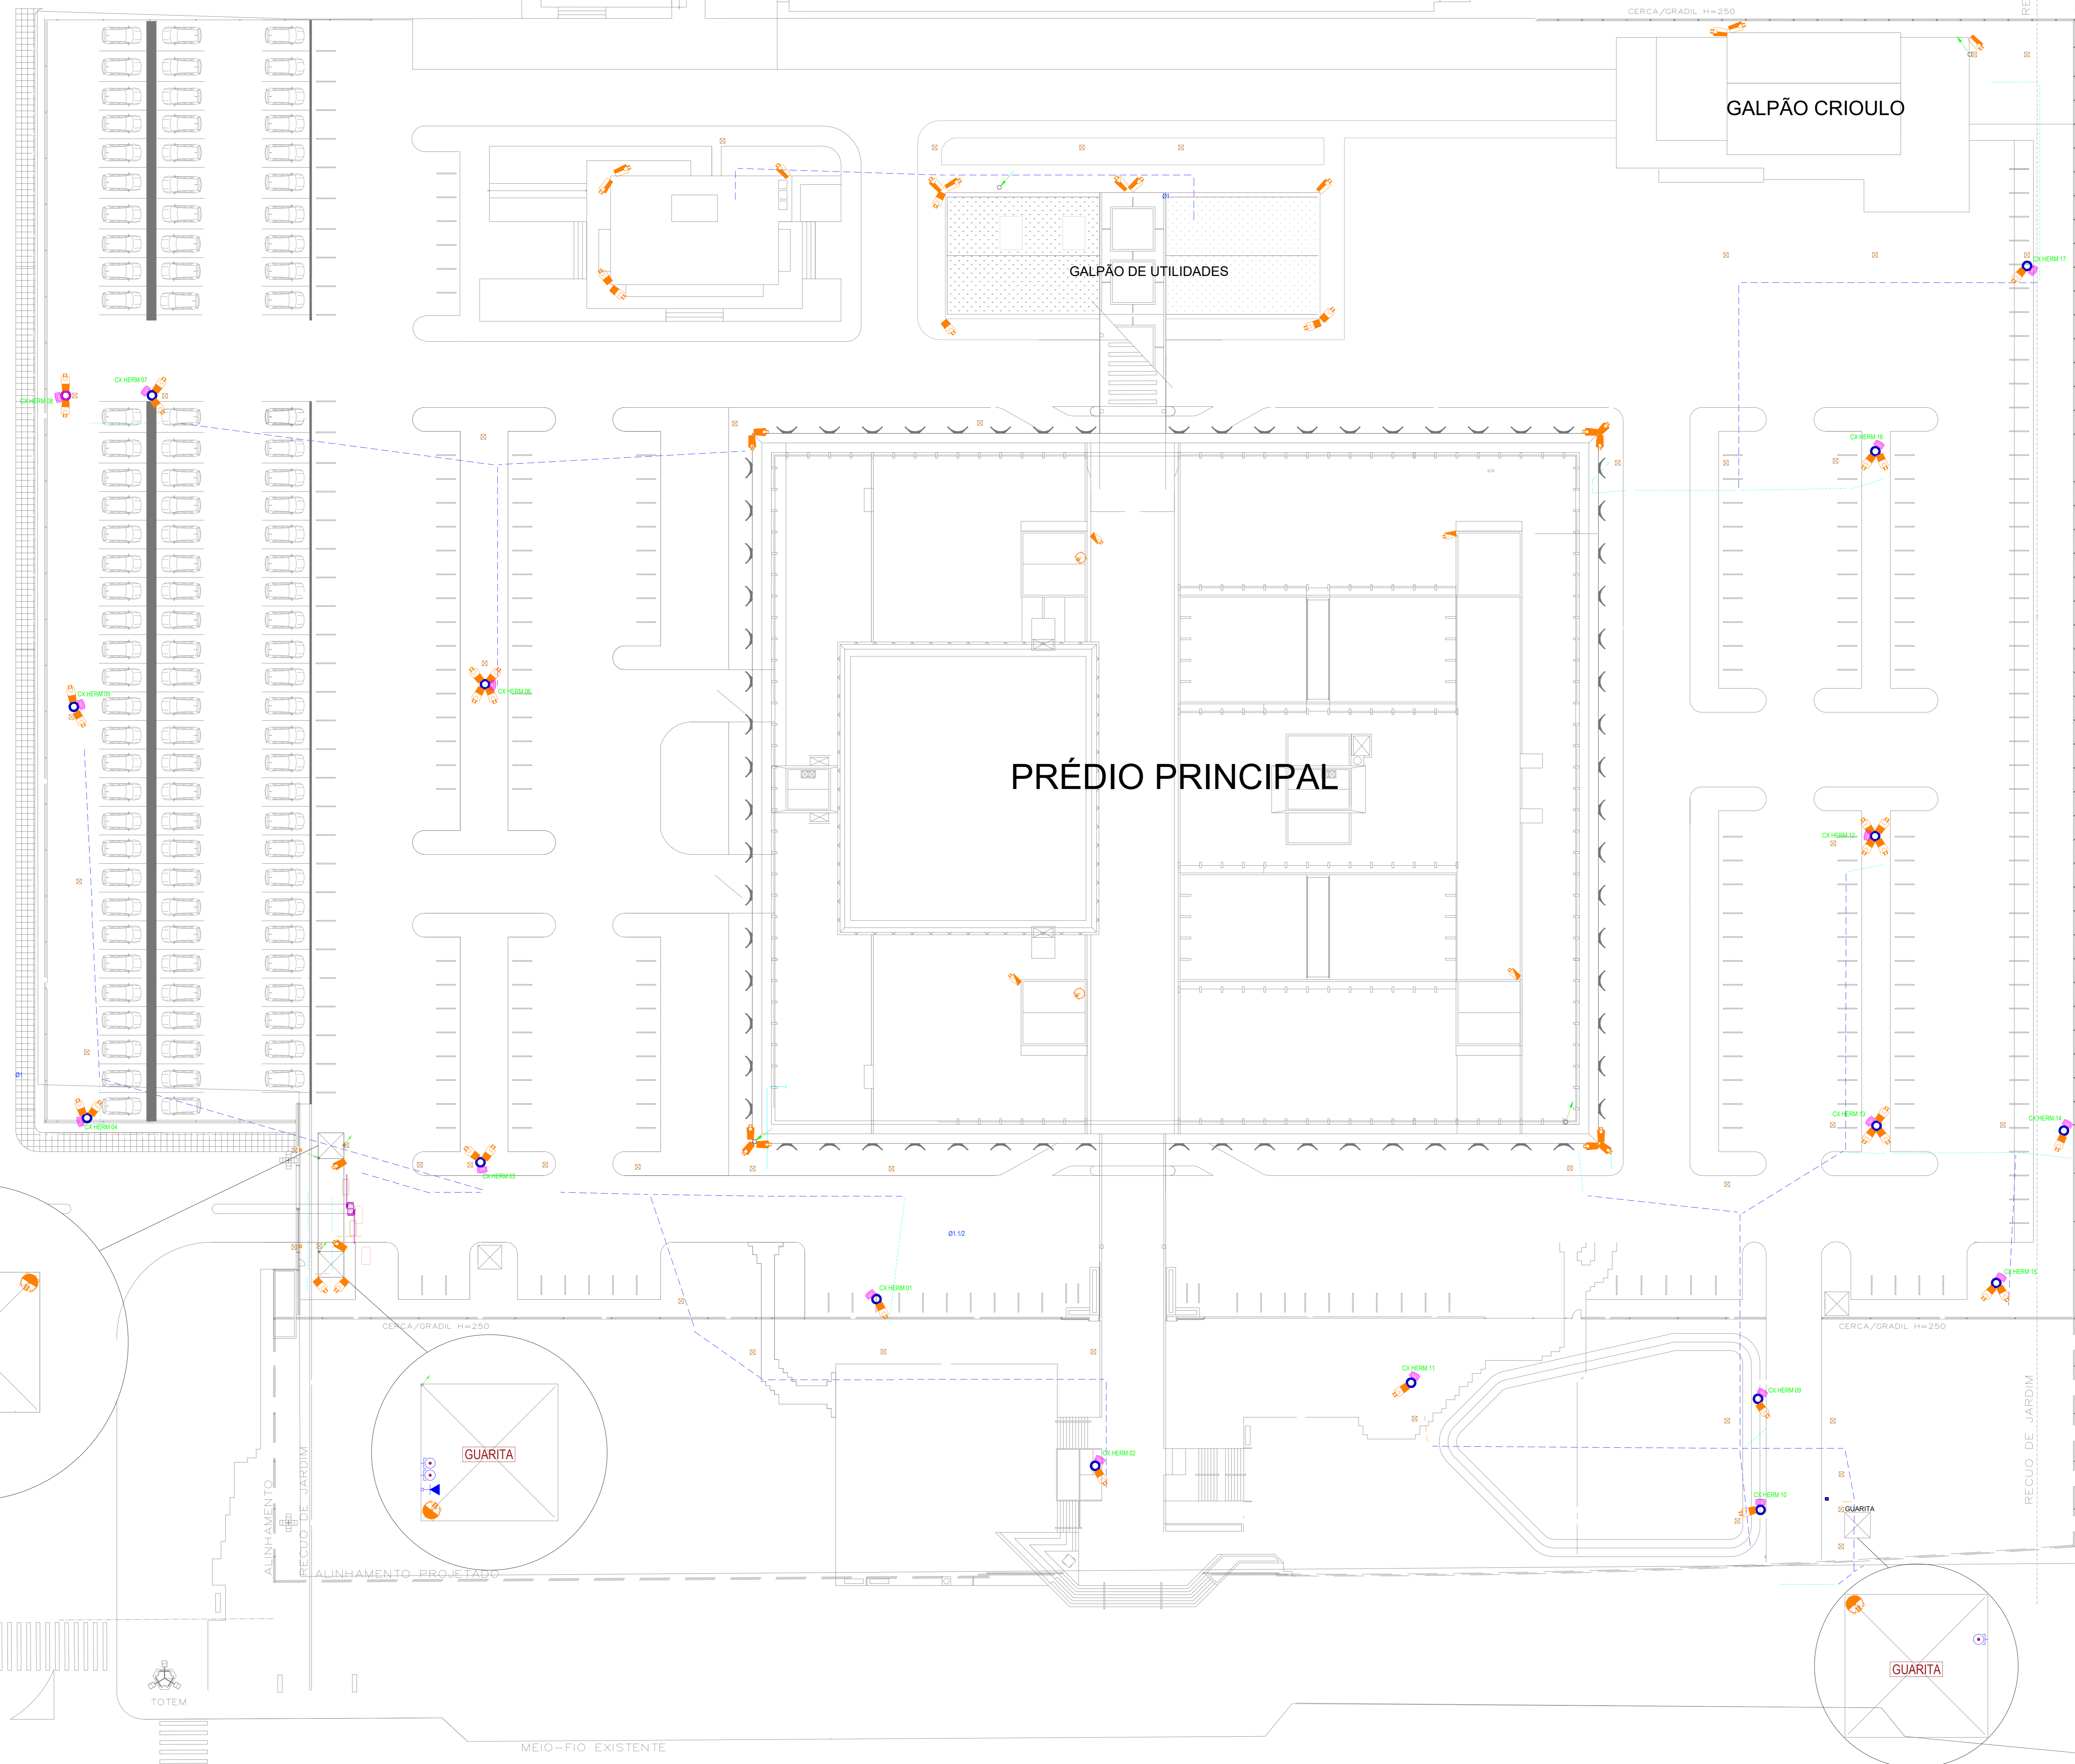 CERCA/GRADIL H=250
RE
GALPÃO CRIOULO
Ø1
GALPÃO DE UTILIDADES
CX HERM 17
CX HERM 07
CX HERM 08
CX HERM 16
CX HERM 06
CX HERM 05
PRÉDIO PRINCIPAL
CX HERM 12
Ø1
CX HERM 04
CX HERM 13
CX HERM 14
CX HERM 03
Ø1.1/2
CX HERM 15
CX HERM 01
CERCA/GRADIL H=250
CERCA/GRADIL H=250
CX HERM 11
CX HERM 09
RECUO DE JARDIM
CX HERM 02
GUARITA
ALINHAMENTO
RECUO DE JARDIM
CX HERM 10
GUARITA
ALINHAMENTO PROJETADO
GUARITA
TOTEM
MEIO-FIO EXISTENTE